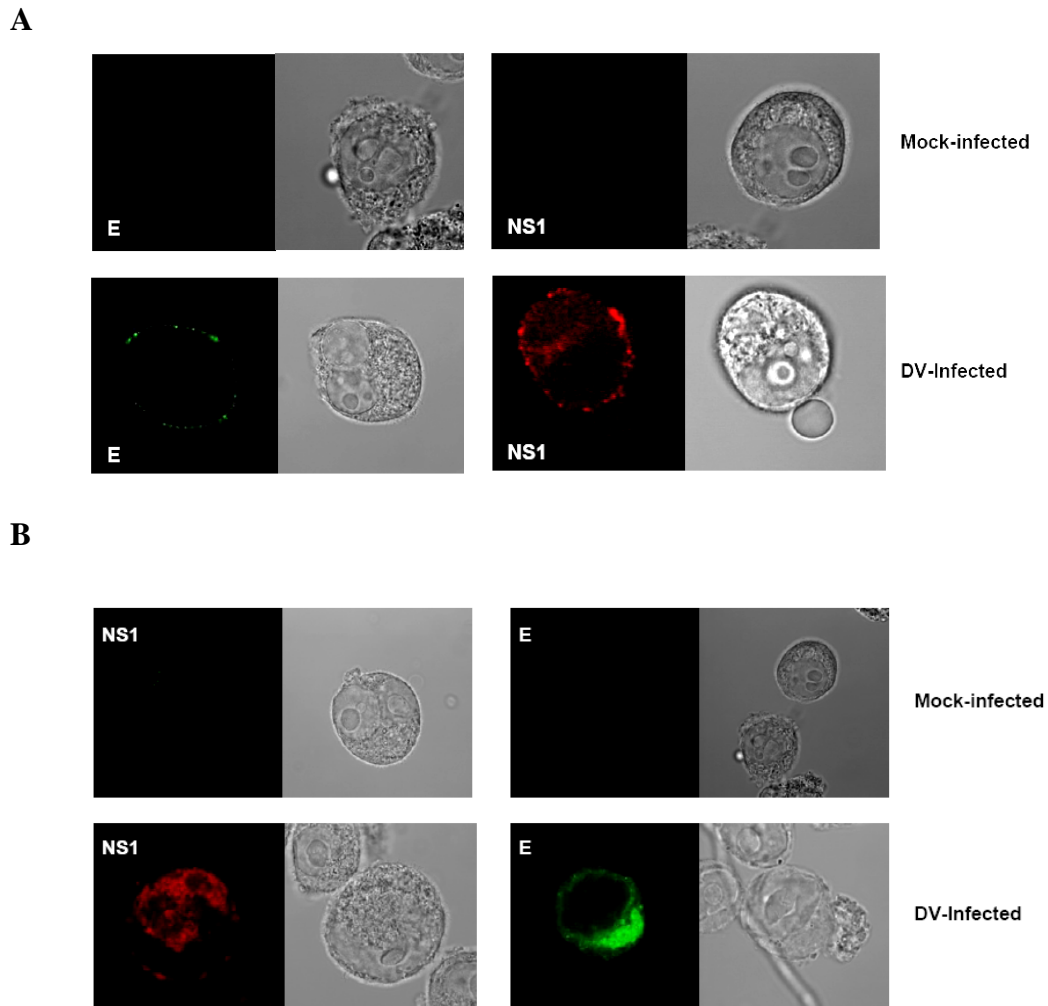 A
E
NS1
Mock-infected
E
NS1
DV-Infected
B
NS1
E
Mock-infected
NS1
E
DV-Infected